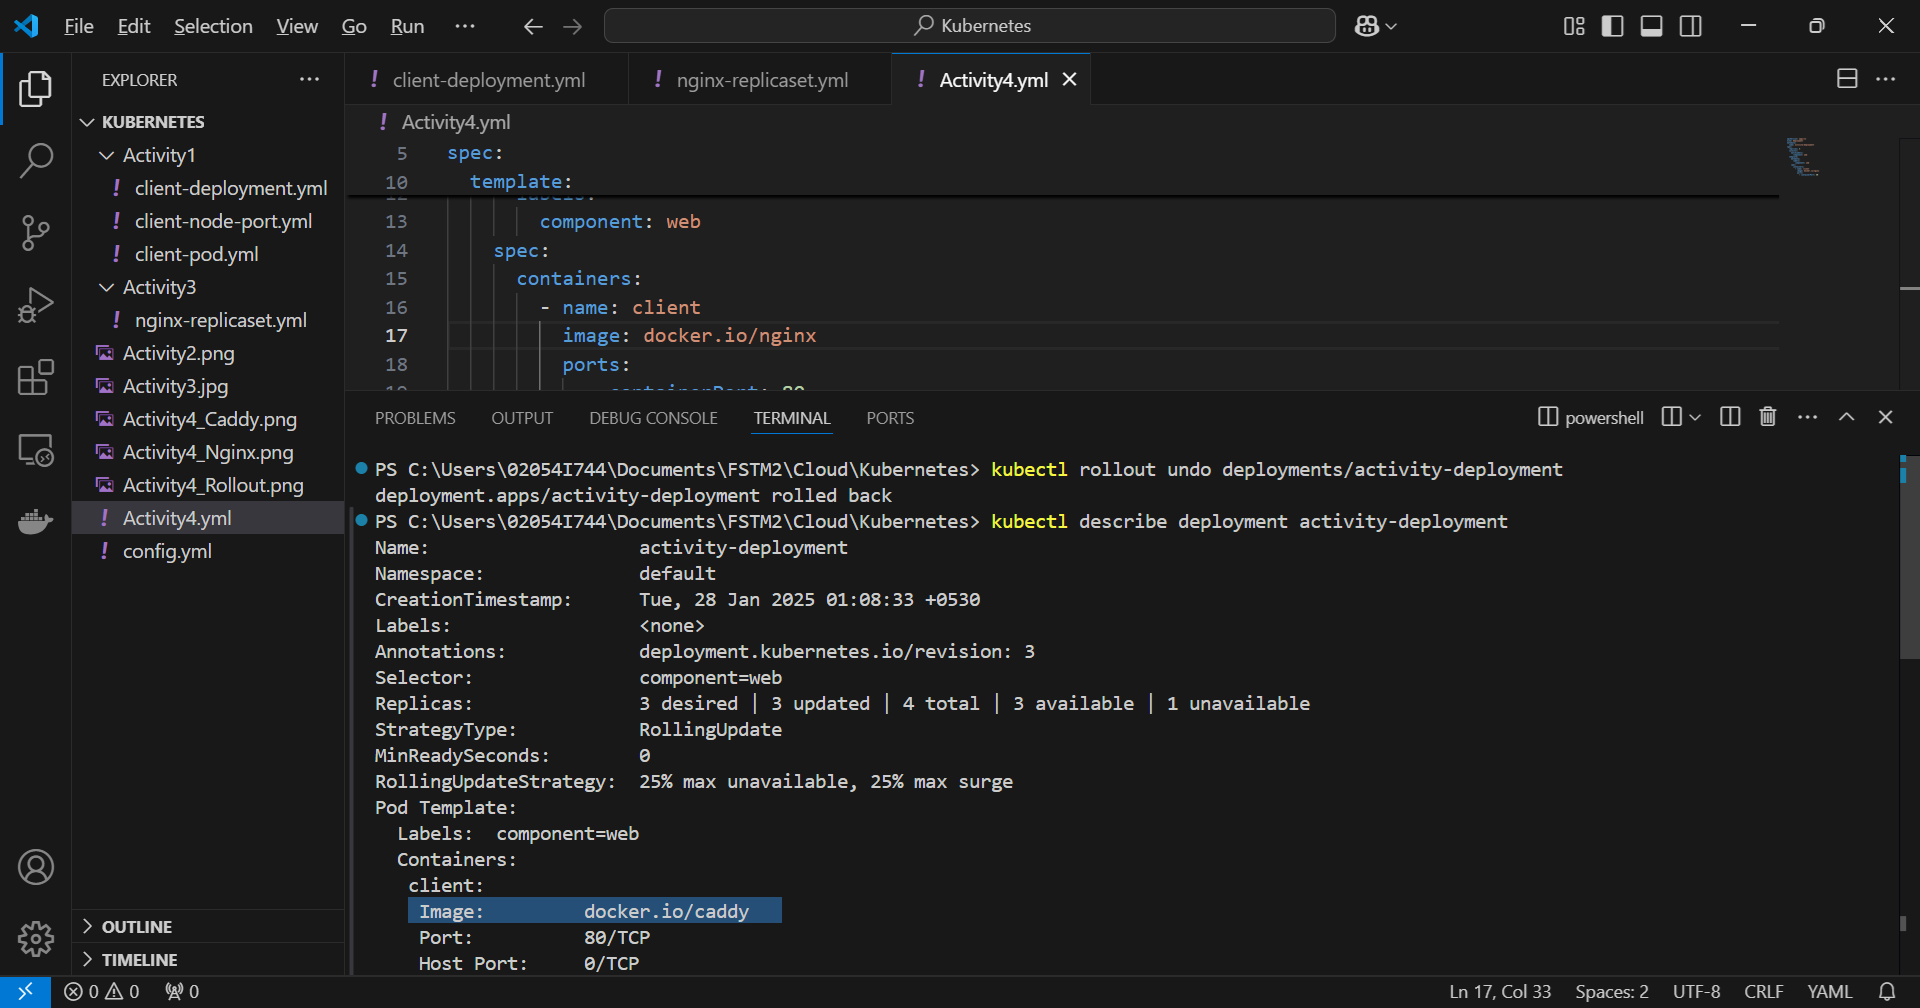 File Edit Selection View Go Run ··· Kubernetes
EXPLORER
KUBERNETES
Activity1
! client-deployment.yml
! client-node-port.yml
! client-pod.yml
Activity3
! nginx-replicaset.yml
Activity2.png
Activity3.jpg
Activity4_Caddy.png
Activity4_Nginx.png
Activity4_Rollout.png
! Activity4.yml
! config.yml
OUTLINE
TIMELINE
! client-deployment.yml ! nginx-replicaset.yml ! Activity4.yml
! Activity4.yml
5 spec:
10 template:
12 labels:
13 component: web
14 spec:
15 containers:
16 - name: client
17 image: docker.io/nginx
18 ports:
19 - containerPort: 80
PROBLEMS OUTPUT DEBUG CONSOLE TERMINAL PORTS powershell
PS C:\Users\02054I744\Documents\FSTM2\Cloud\Kubernetes> kubectl rollout undo deployments/activity-deployment
deployment.apps/activity-deployment rolled back
PS C:\Users\02054I744\Documents\FSTM2\Cloud\Kubernetes> kubectl describe deployment activity-deployment
Name: activity-deployment
Namespace: default
CreationTimestamp: Tue, 28 Jan 2025 01:08:33 +0530
Labels: <none>
Annotations: deployment.kubernetes.io/revision: 3
Selector: component=web
Replicas: 3 desired | 3 updated | 4 total | 3 available | 1 unavailable
StrategyType: RollingUpdate
MinReadySeconds: 0
RollingUpdateStrategy: 25% max unavailable, 25% max surge
Pod Template:
Labels: component=web
Containers:
client:
Image: docker.io/caddy
Port: 80/TCP
Host Port: 0/TCP
0 0 0 Ln 17, Col 33 Spaces: 2 UTF-8 CRLF YAML